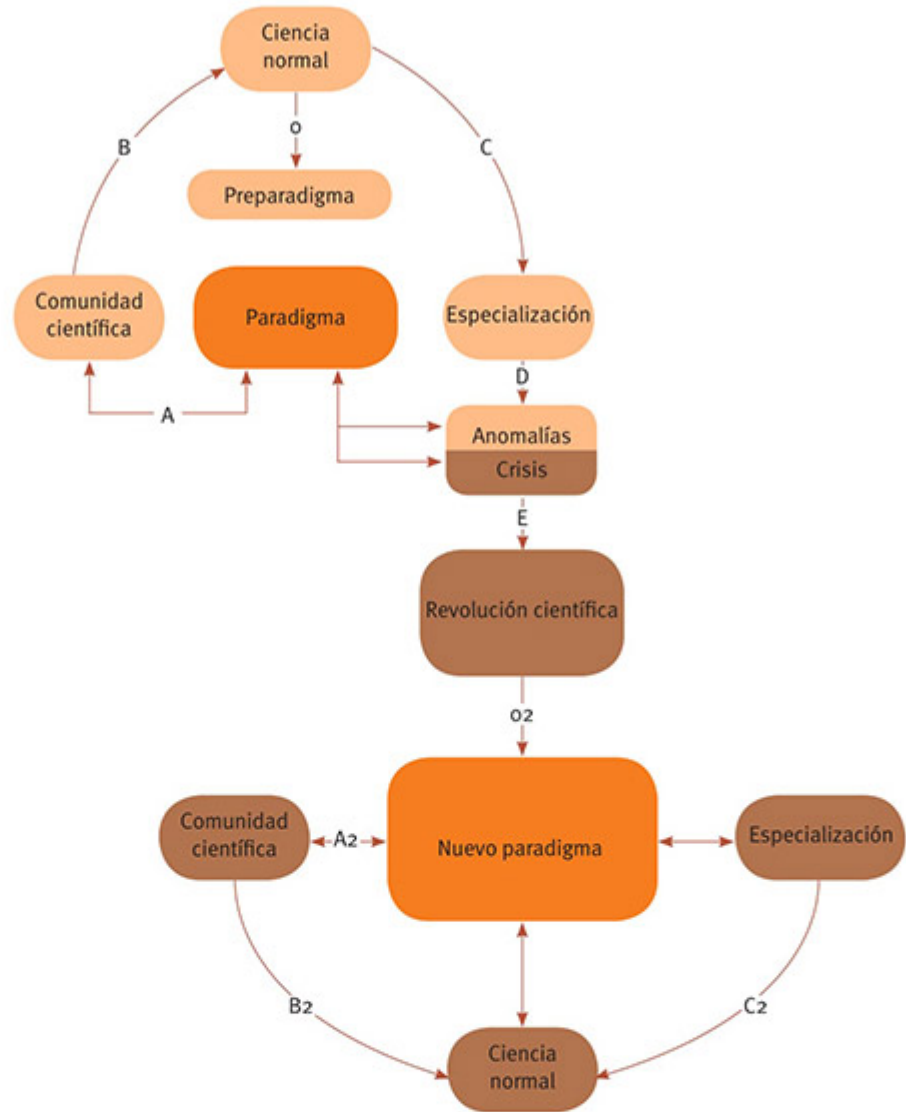 Ciencia
normal
B
o
C
Preparadigma
Comunidad
científica
Paradigma
Especialización
A
D
Anomalías
Crisis
E
Revolución científica
o2
Comunidad
científica
A2
Nuevo paradigma
Especialización
B2
C2
Ciencia
normal